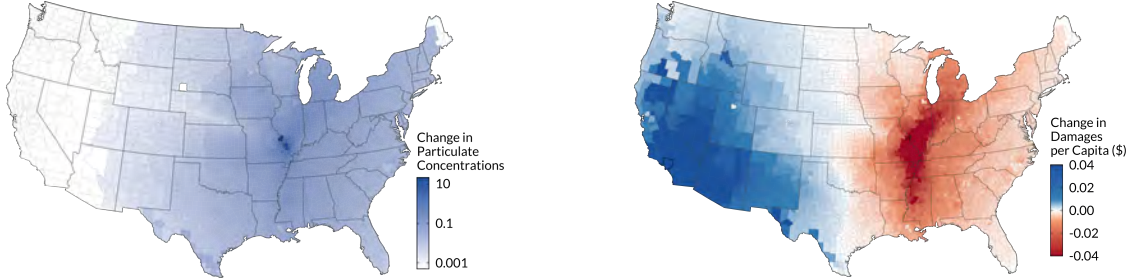 Change in
Particulate
Concentrations
10
0.1
0.001
Change in
Damages
per Capita ($)
0.04
0.02
0.00
-0.02
-0.04